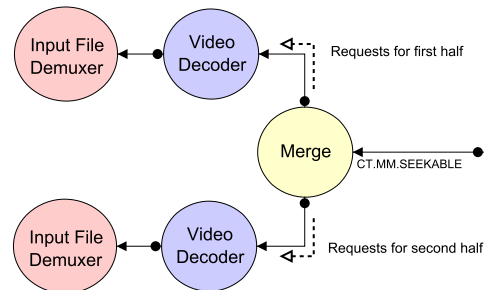 Input File
Demuxer
Video
Decoder
Requests for first half
Merge
CT.MM.SEEKABLE
Input File
Demuxer
Video
Decoder
Requests for second half